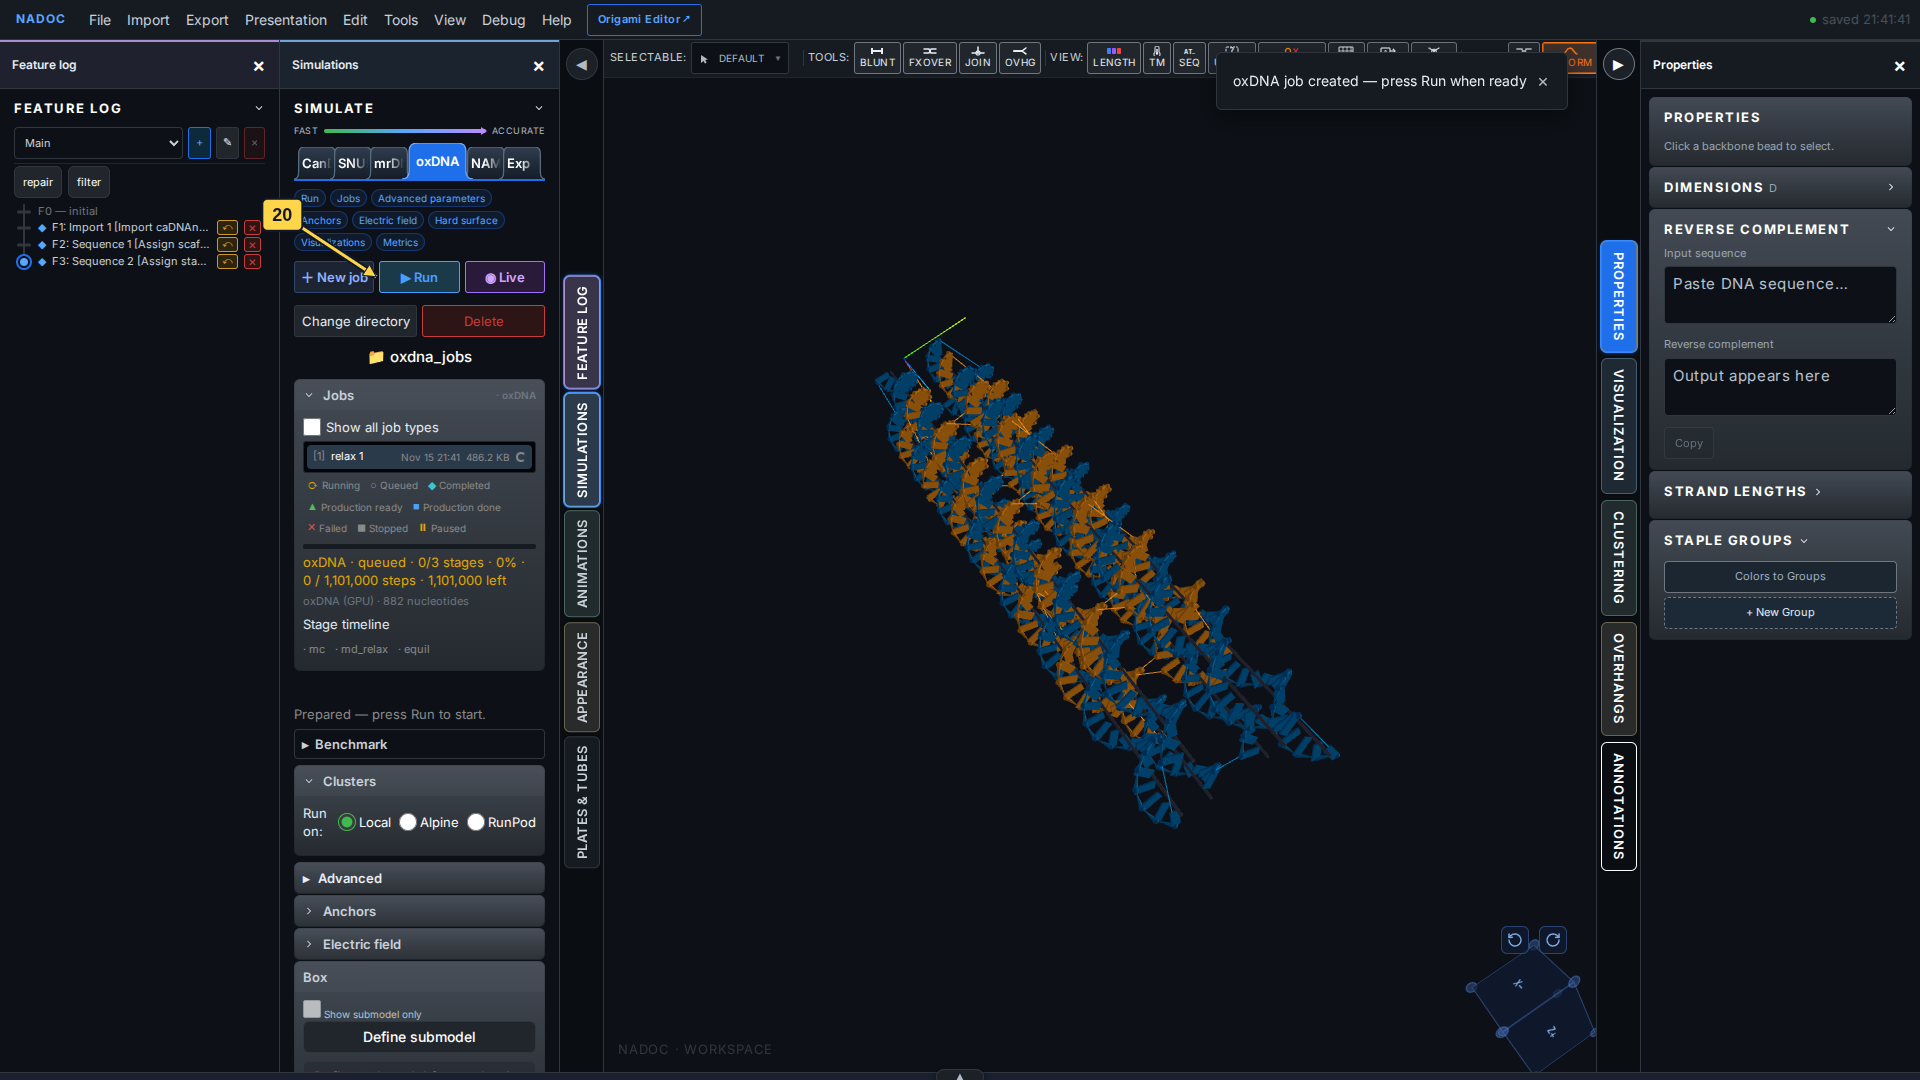 NADOC File Import Export Presentation Edit Tools View Debug Help Origami Editor↗ saved 21:41:41
Feature log ×
FEATURE LOG
Main
+ ✎ ×
repair filter
F0 — initial
F1: Import 1 [Import caDNAn...
F2: Sequence 1 [Assign scaf...
F3: Sequence 2 [Assign sta...
Simulations ×
SIMULATE
FAST ACCURATE
oxDNA Exp
Run Jobs Advanced parameters
Anchors Electric field Hard surface
Visualizations Metrics
20
+ New job ▶ Run ◉ Live
Change directory Delete
📁 oxdna_jobs
Jobs · oxDNA
Show all job types
[1] relax 1 Nov 15 21:41 486.2 KB
Running Queued Completed
Production ready Production done
Failed Stopped Paused
oxDNA · queued · 0/3 stages · 0% ·
0 / 1,101,000 steps · 1,101,000 left
oxDNA (GPU) · 882 nucleotides
Stage timeline
· mc · md_relax · equil
Prepared — press Run to start.
▶ Benchmark
Clusters
Run on: Local Alpine RunPod
▶ Advanced
Anchors
Electric field
Box
Show submodel only
Define submodel
FEATURE LOG
SIMULATIONS
ANIMATIONS
APPEARANCE
PLATES & TUBES
SELECTABLE: DEFAULT TOOLS: BLUNT FXOVER JOIN OVHG VIEW: LENGTH TM SEQ
oxDNA job created — press Run when ready ×
NADOC · WORKSPACE
PROPERTIES
VISUALIZATION
CLUSTERING
OVERHANGS
ANNOTATIONS
Properties ×
PROPERTIES
Click a backbone bead to select.
DIMENSIONS D
REVERSE COMPLEMENT
Input sequence
Paste DNA sequence...
Reverse complement
Output appears here
Copy
STRAND LENGTHS
STAPLE GROUPS
Colors to Groups
+ New Group